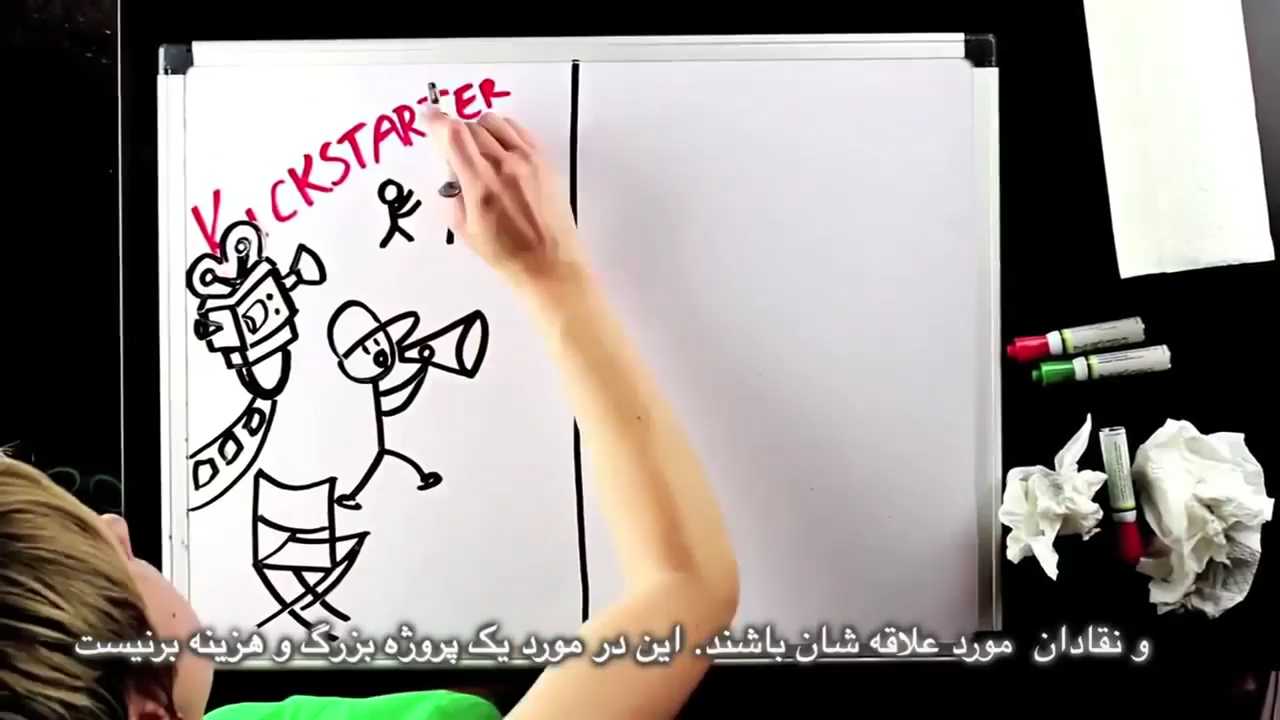 KICKSTARTER
و نقادان مورد علاقه شان باشند. این در مورد یک پروژه بزرگ و هزینه برنیست